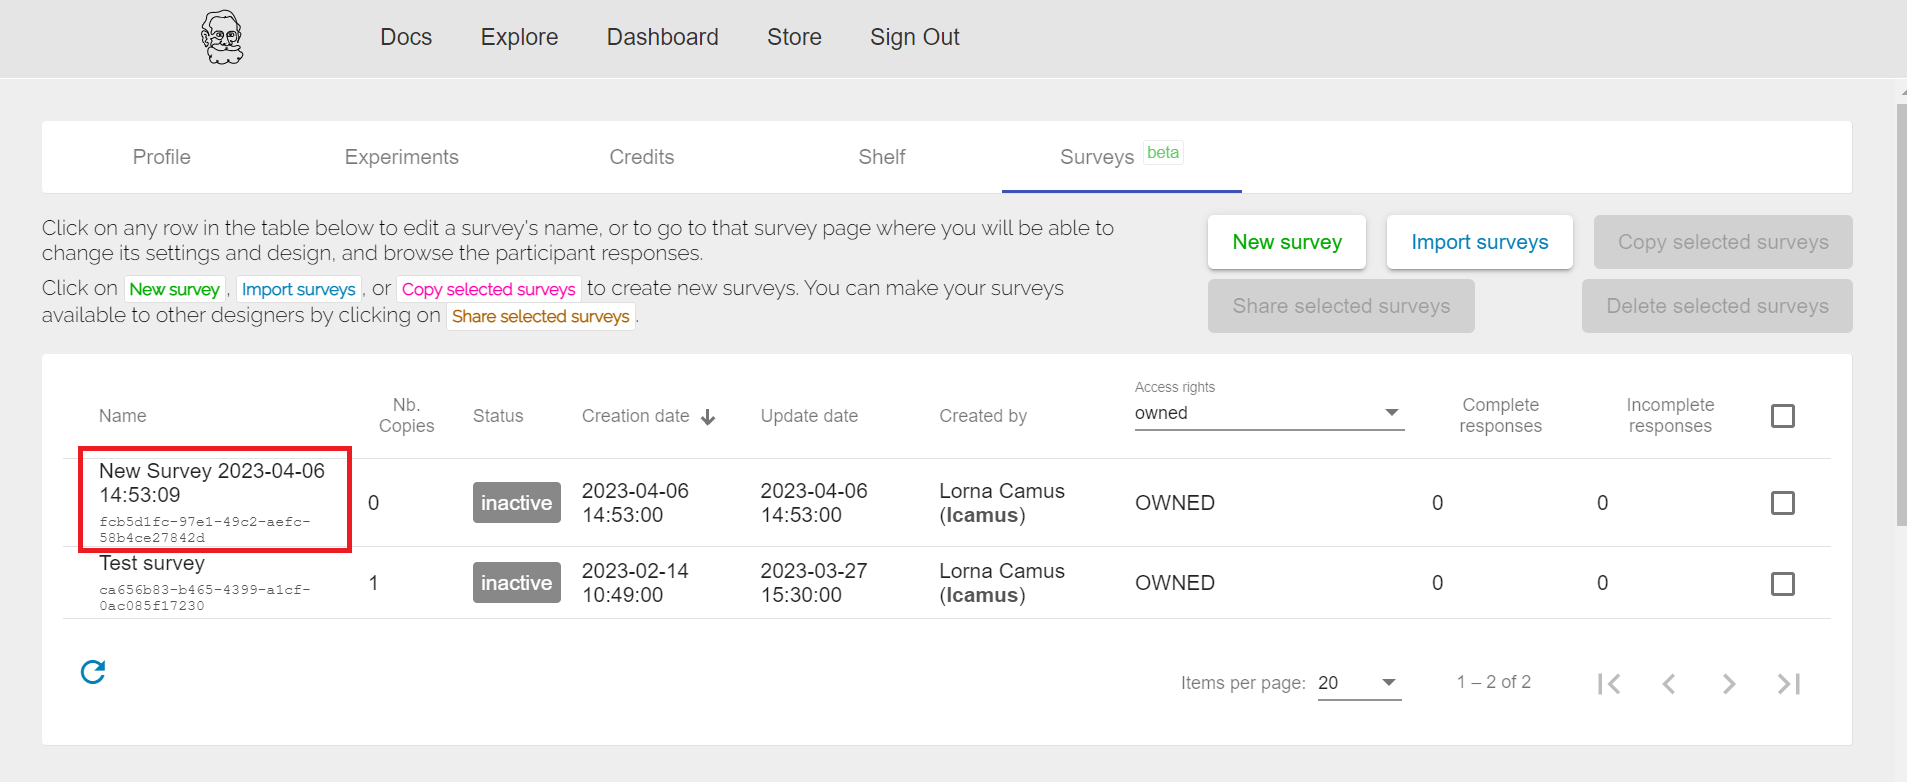 Docs Explore Dashboard Store Sign Out
Profile Experiments Credits Shelf Surveys beta
Click on any row in the table below to edit a survey's name, or to go to that survey page where you will be able to
change its settings and design, and browse the participant responses.
Click on New survey, Import surveys, or Copy selected surveys to create new surveys. You can make your surveys
available to other designers by clicking on Share selected surveys.
New survey Import surveys Copy selected surveys
Share selected surveys Delete selected surveys
Name Nb. Copies Status Creation date Update date Created by Access rights owned Complete responses Incomplete responses
New Survey 2023-04-06
14:53:09
fcb5d1fc-97e1-49c2-aefc-
58b4ce27842d
0
inactive
2023-04-06
14:53:00
2023-04-06
14:53:00
Lorna Camus
(lcamus)
OWNED
0
0
Test survey
ca656b83-b465-4399-a1cf-
0ac085f17230
1
inactive
2023-02-14
10:49:00
2023-03-27
15:30:00
Lorna Camus
(lcamus)
OWNED
0
0
Items per page: 20 1 – 2 of 2